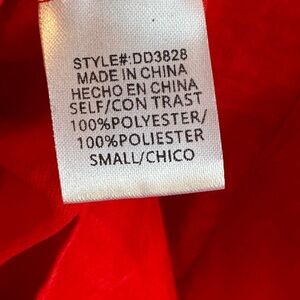 STYLE#:DD3828
MADE IN CHINA
HECHO EN CHINA
SELF/CON TRAST
100%POLYESTER/
100%POLIESTER
SMALL/CHICO